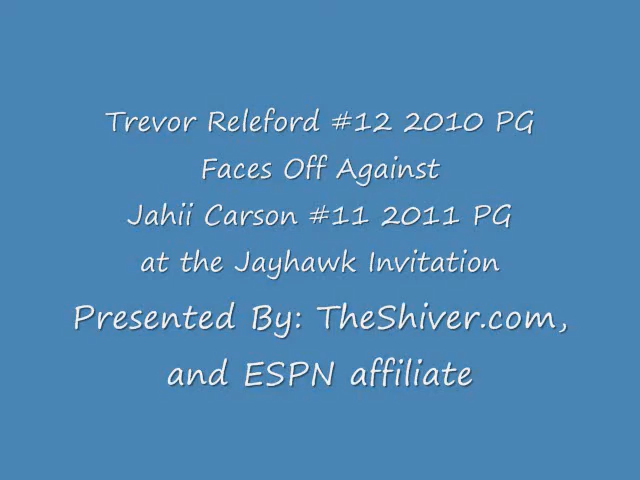 Trevor Releford #12 2010 PG
Faces Off Against
Jahii Carson #11 2011 PG
at the Jayhawk Invitation
Presented By: TheShiver.com,
and ESPN affiliate